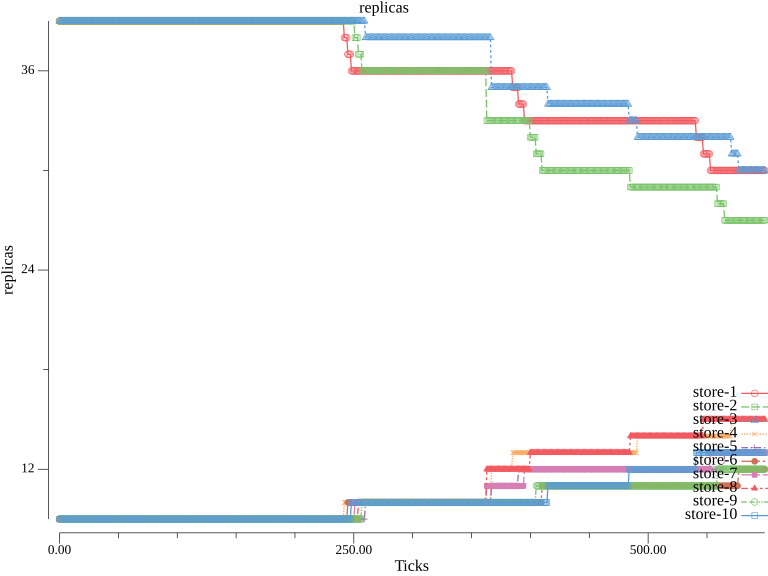 replicas
replicas
36
24
12
store-1
store-2
store-3
store-4
store-5
store-6
store-7
store-8
store-9
store-10
0.00
250.00
500.00
Ticks